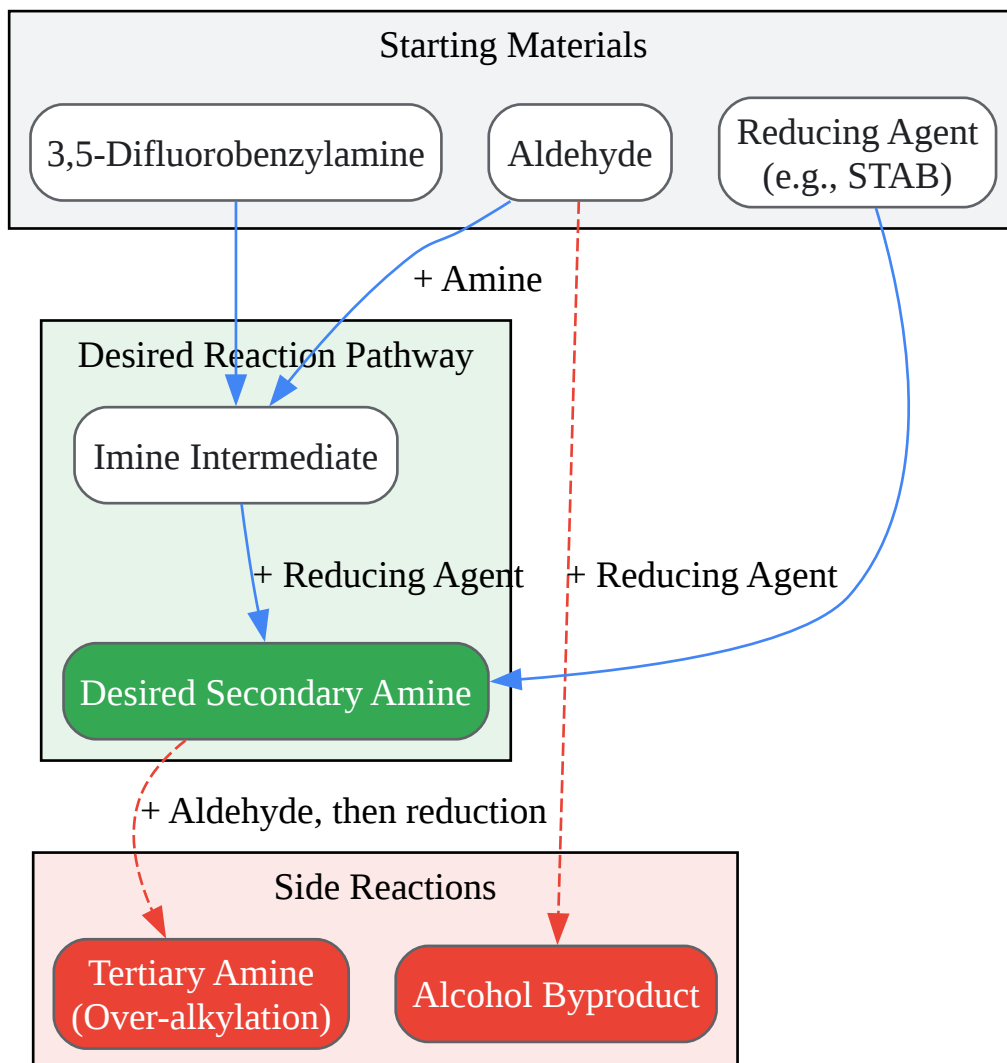 Starting Materials
3,5-Difluorobenzylamine
Aldehyde
Reducing Agent
(e.g., STAB)
+ Amine
Desired Reaction Pathway
Imine Intermediate
+ Reducing Agent
+ Reducing Agent
Desired Secondary Amine
+ Aldehyde, then reduction
Side Reactions
Tertiary Amine
(Over-alkylation)
Alcohol Byproduct